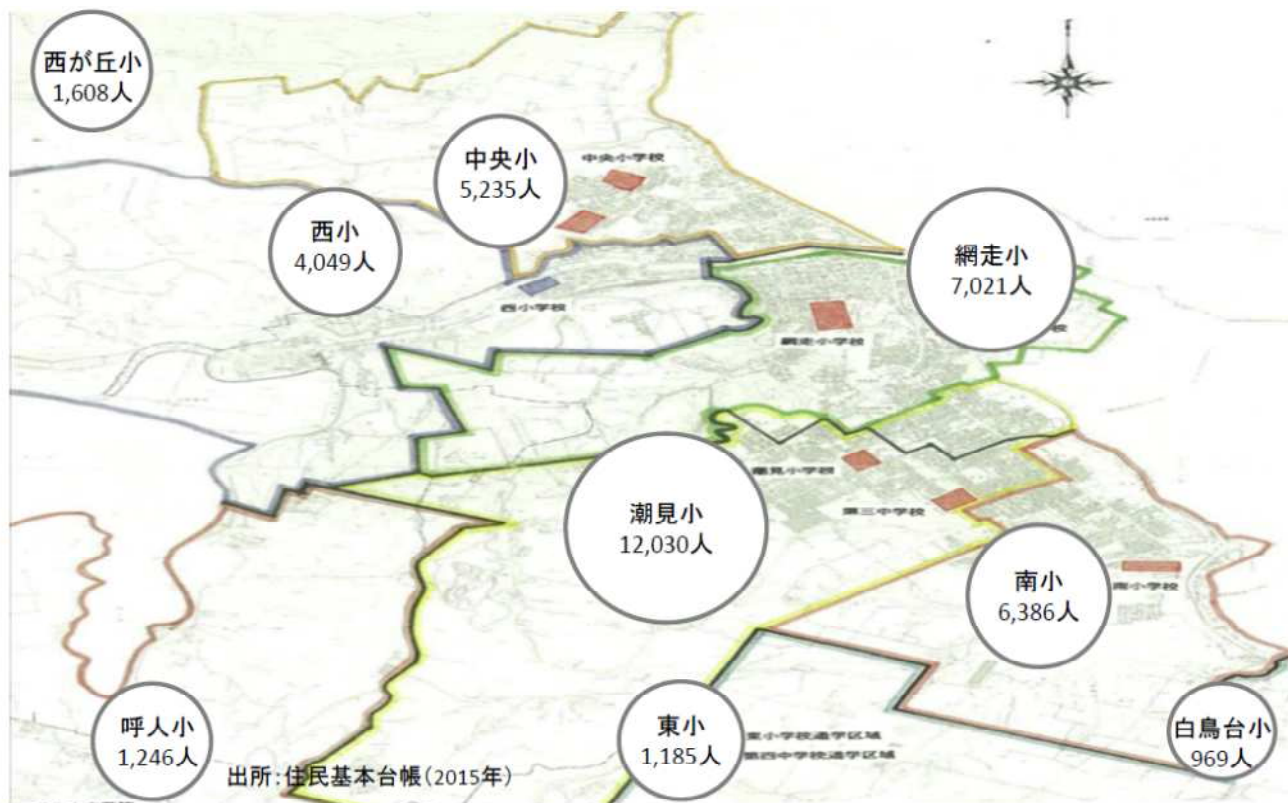 西が丘小
1,608人
中央小
5,235人
中央小学校
西小
4,049人
西小学校
網走小
7,021人
校
網走小学校
潮見小学校
第三中学校
潮見小
12,030人
南小
6,386人
南小学校
呼人小
1,246人
東小
1,185人
東小学校通学区域
第四中学校通学区域
白鳥台小
969人
出所:住民基本台帳(2015年)